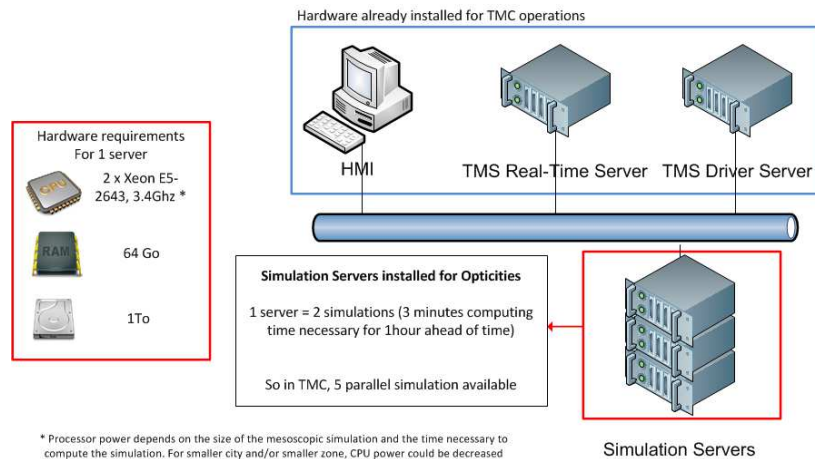 Hardware already installed for TMC operations
HMI
TMS Real-Time Server
TMS Driver Server
Hardware requirements
For 1 server
CPU
2 x Xeon E5-
2643, 3.4Ghz *
RAM
64 Go
1To
Simulation Servers installed for Opticities
1 server = 2 simulations (3 minutes computing
time necessary for 1hour ahead of time)
So in TMC, 5 parallel simulation available
* Processor power depends on the size of the mesoscopic simulation and the time necessary to
compute the simulation. For smaller city and/or smaller zone, CPU power could be decreased
Simulation Servers